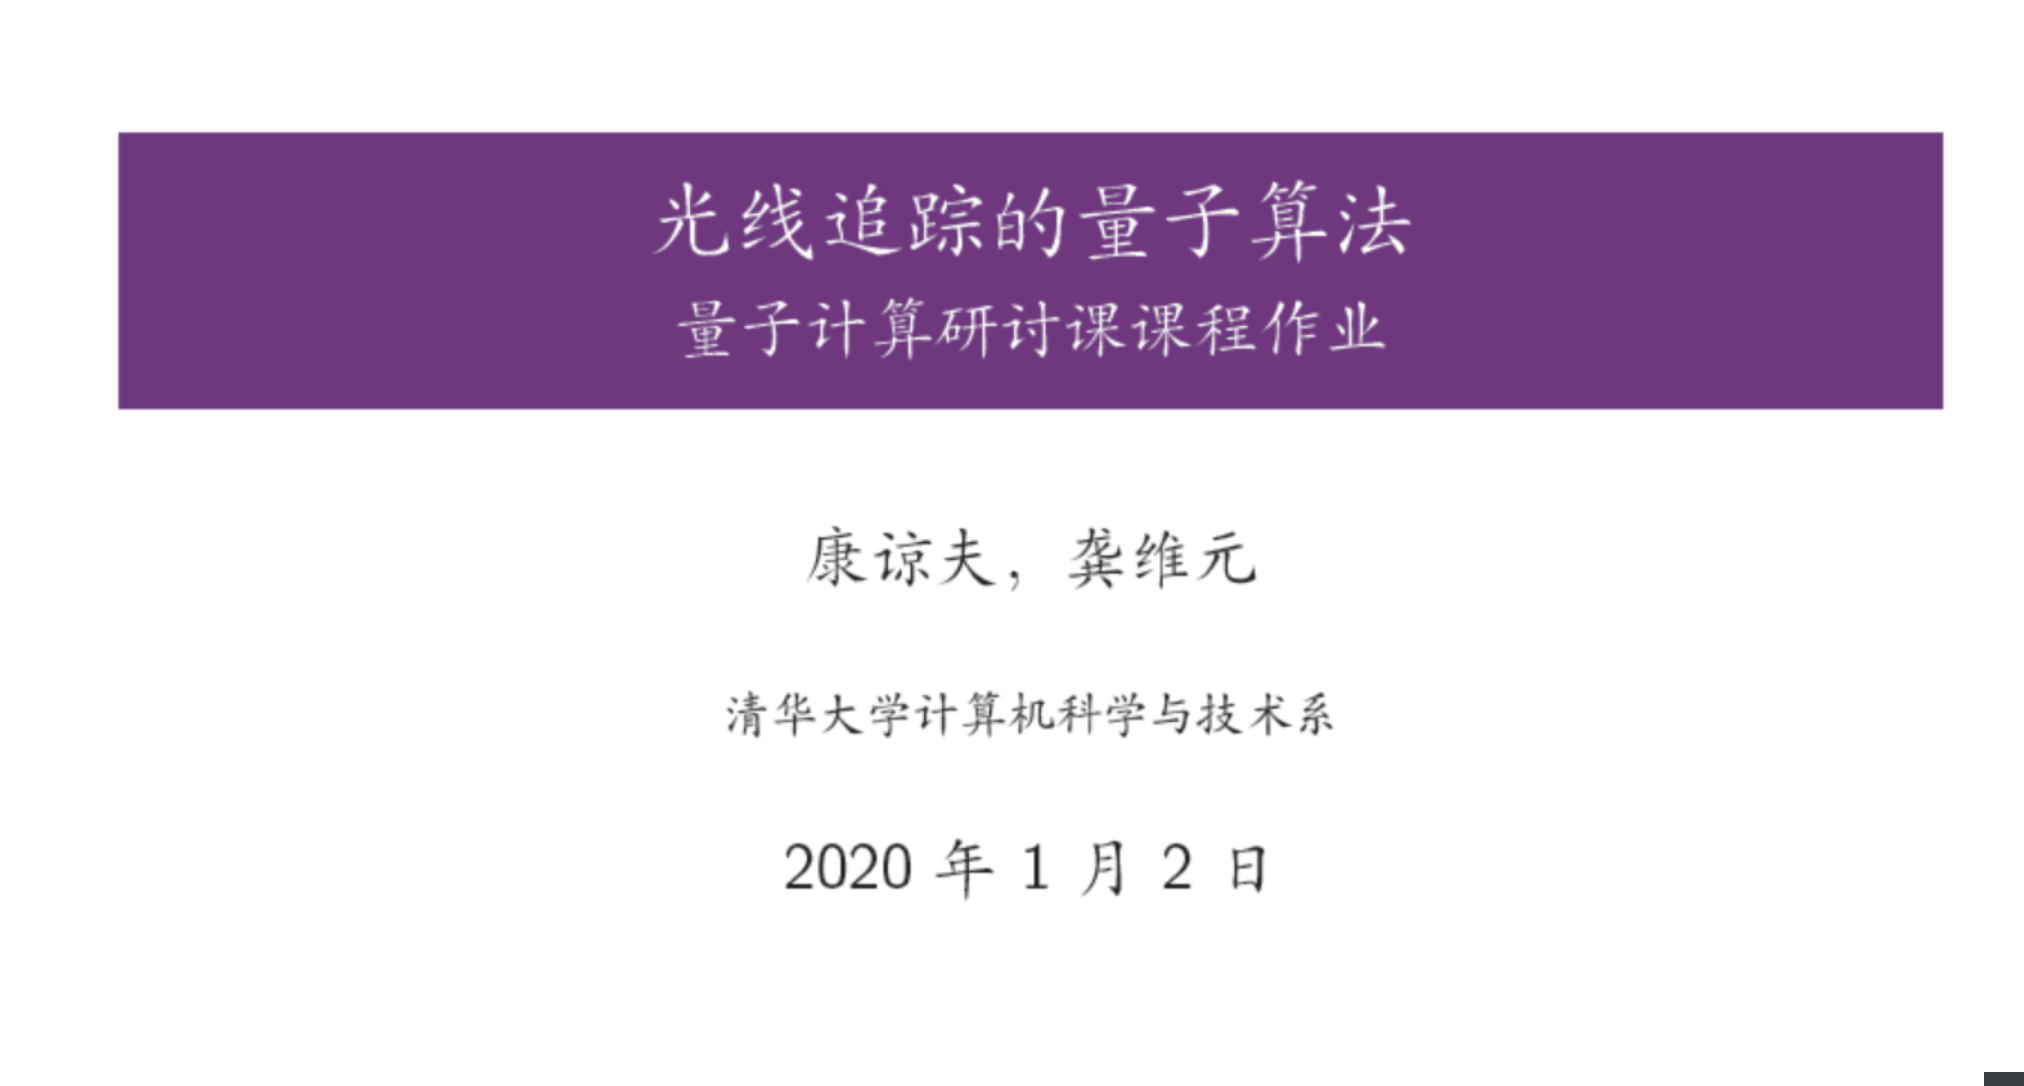 光线追踪的量子算法
量子计算研讨课课程作业
康谅夫，龚维元
清华大学计算机科学与技术系
2020 年 1 月 2 日